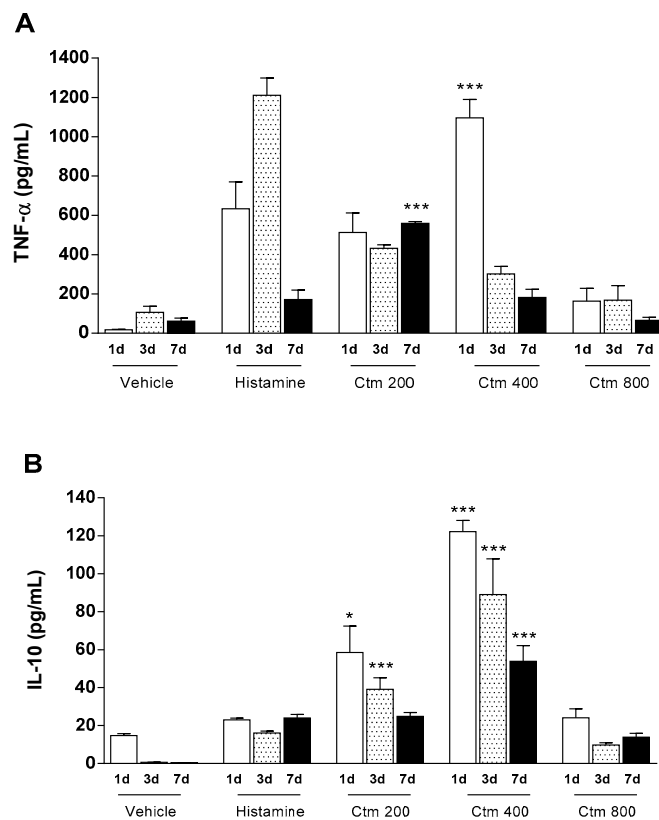 A
1400
1200
1000
800
600
400
200
0
TNF-α (pg/mL)
***
***
1d 3d 7d 1d 3d 7d 1d 3d 7d 1d 3d 7d 1d 3d 7d
Vehicle Histamine Ctm 200 Ctm 400 Ctm 800
B
140
120
100
80
60
40
20
0
IL-10 (pg/mL)
***
***
***
*
***
1d 3d 7d 1d 3d 7d 1d 3d 7d 1d 3d 7d 1d 3d 7d
Vehicle Histamine Ctm 200 Ctm 400 Ctm 800